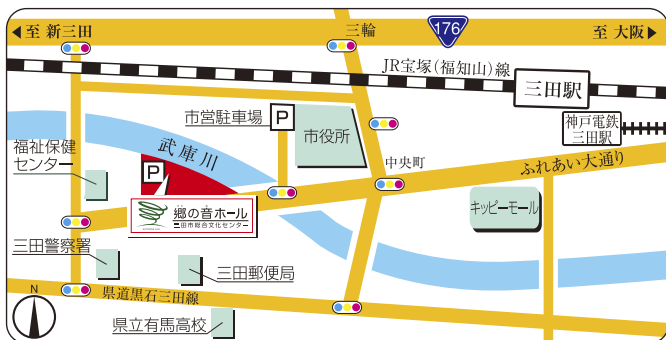 ◀至 新三田
三輪
176
至 大阪▶
JR宝塚(福知山)線
三田駅
市営駐車場
P
市役所
神戸電鉄
三田駅
武庫川
中央町
ふれあい大通り
福祉保健
センター
P
郷の音ホール
三田市総合文化センター
キッピーモール
三田警察署
三田郵便局
県道黒石三田線
N
県立有馬高校